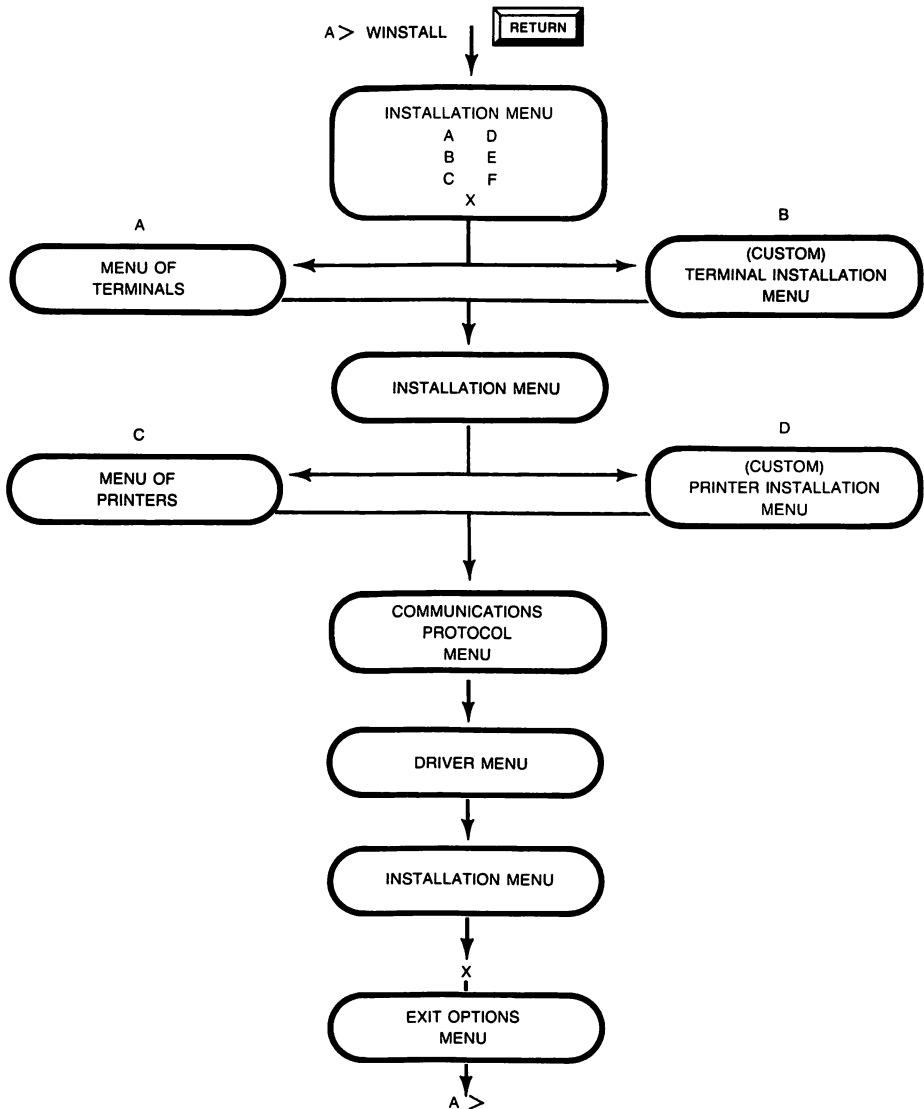 A> WINSTALL
RETURN
INSTALLATION MENU
A D
B E
C F
X
A
B
MENU OF
TERMINALS
(CUSTOM)
TERMINAL INSTALLATION
MENU
INSTALLATION MENU
C
D
MENU OF
PRINTERS
(CUSTOM)
PRINTER INSTALLATION
MENU
COMMUNICATIONS
PROTOCOL
MENU
DRIVER MENU
INSTALLATION MENU
X
EXIT OPTIONS
MENU
A >